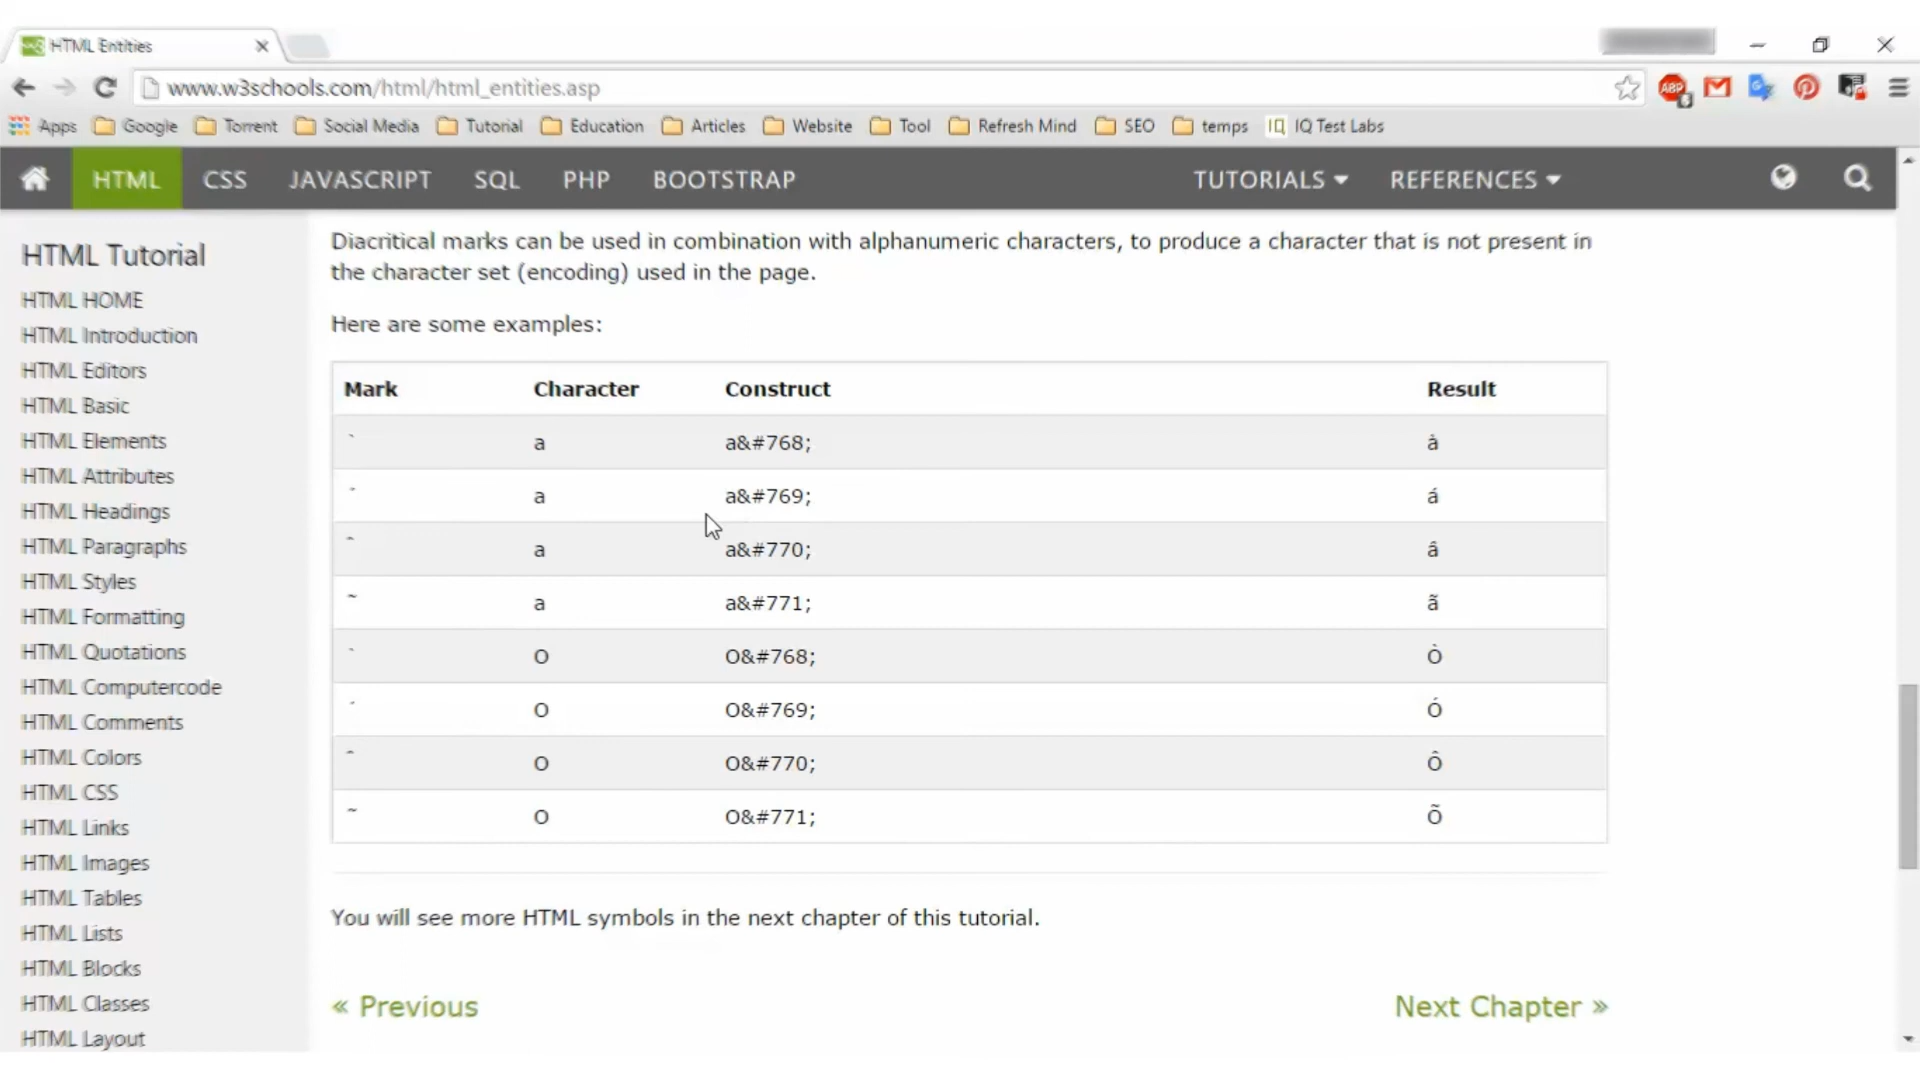 HTML Entities
www.w3schools.com/html/html_entities.asp
ABP
Apps Google Torrent Social Media Tutorial Education Articles Website Tool Refresh Mind SEO temps IQ IQ Test Labs
HTML CSS JAVASCRIPT SQL PHP BOOTSTRAP TUTORIALS REFERENCES
HTML Tutorial
HTML HOME
HTML Introduction
HTML Editors
HTML Basic
HTML Elements
HTML Attributes
HTML Headings
HTML Paragraphs
HTML Styles
HTML Formatting
HTML Quotations
HTML Computercode
HTML Comments
HTML Colors
HTML CSS
HTML Links
HTML Images
HTML Tables
HTML Lists
HTML Blocks
HTML Classes
HTML Layout
Diacritical marks can be used in combination with alphanumeric characters, to produce a character that is not present in
the character set (encoding) used in the page.
Here are some examples:
Mark Character Construct Result
̀ a a&#768; à
́ a a&#769; á
̂ a a&#770; â
̃ a a&#771; ã
̀ O O&#768; Ò
́ O O&#769; Ó
̂ O O&#770; Ô
̃ O O&#771; Õ
You will see more HTML symbols in the next chapter of this tutorial.
« Previous Next Chapter »